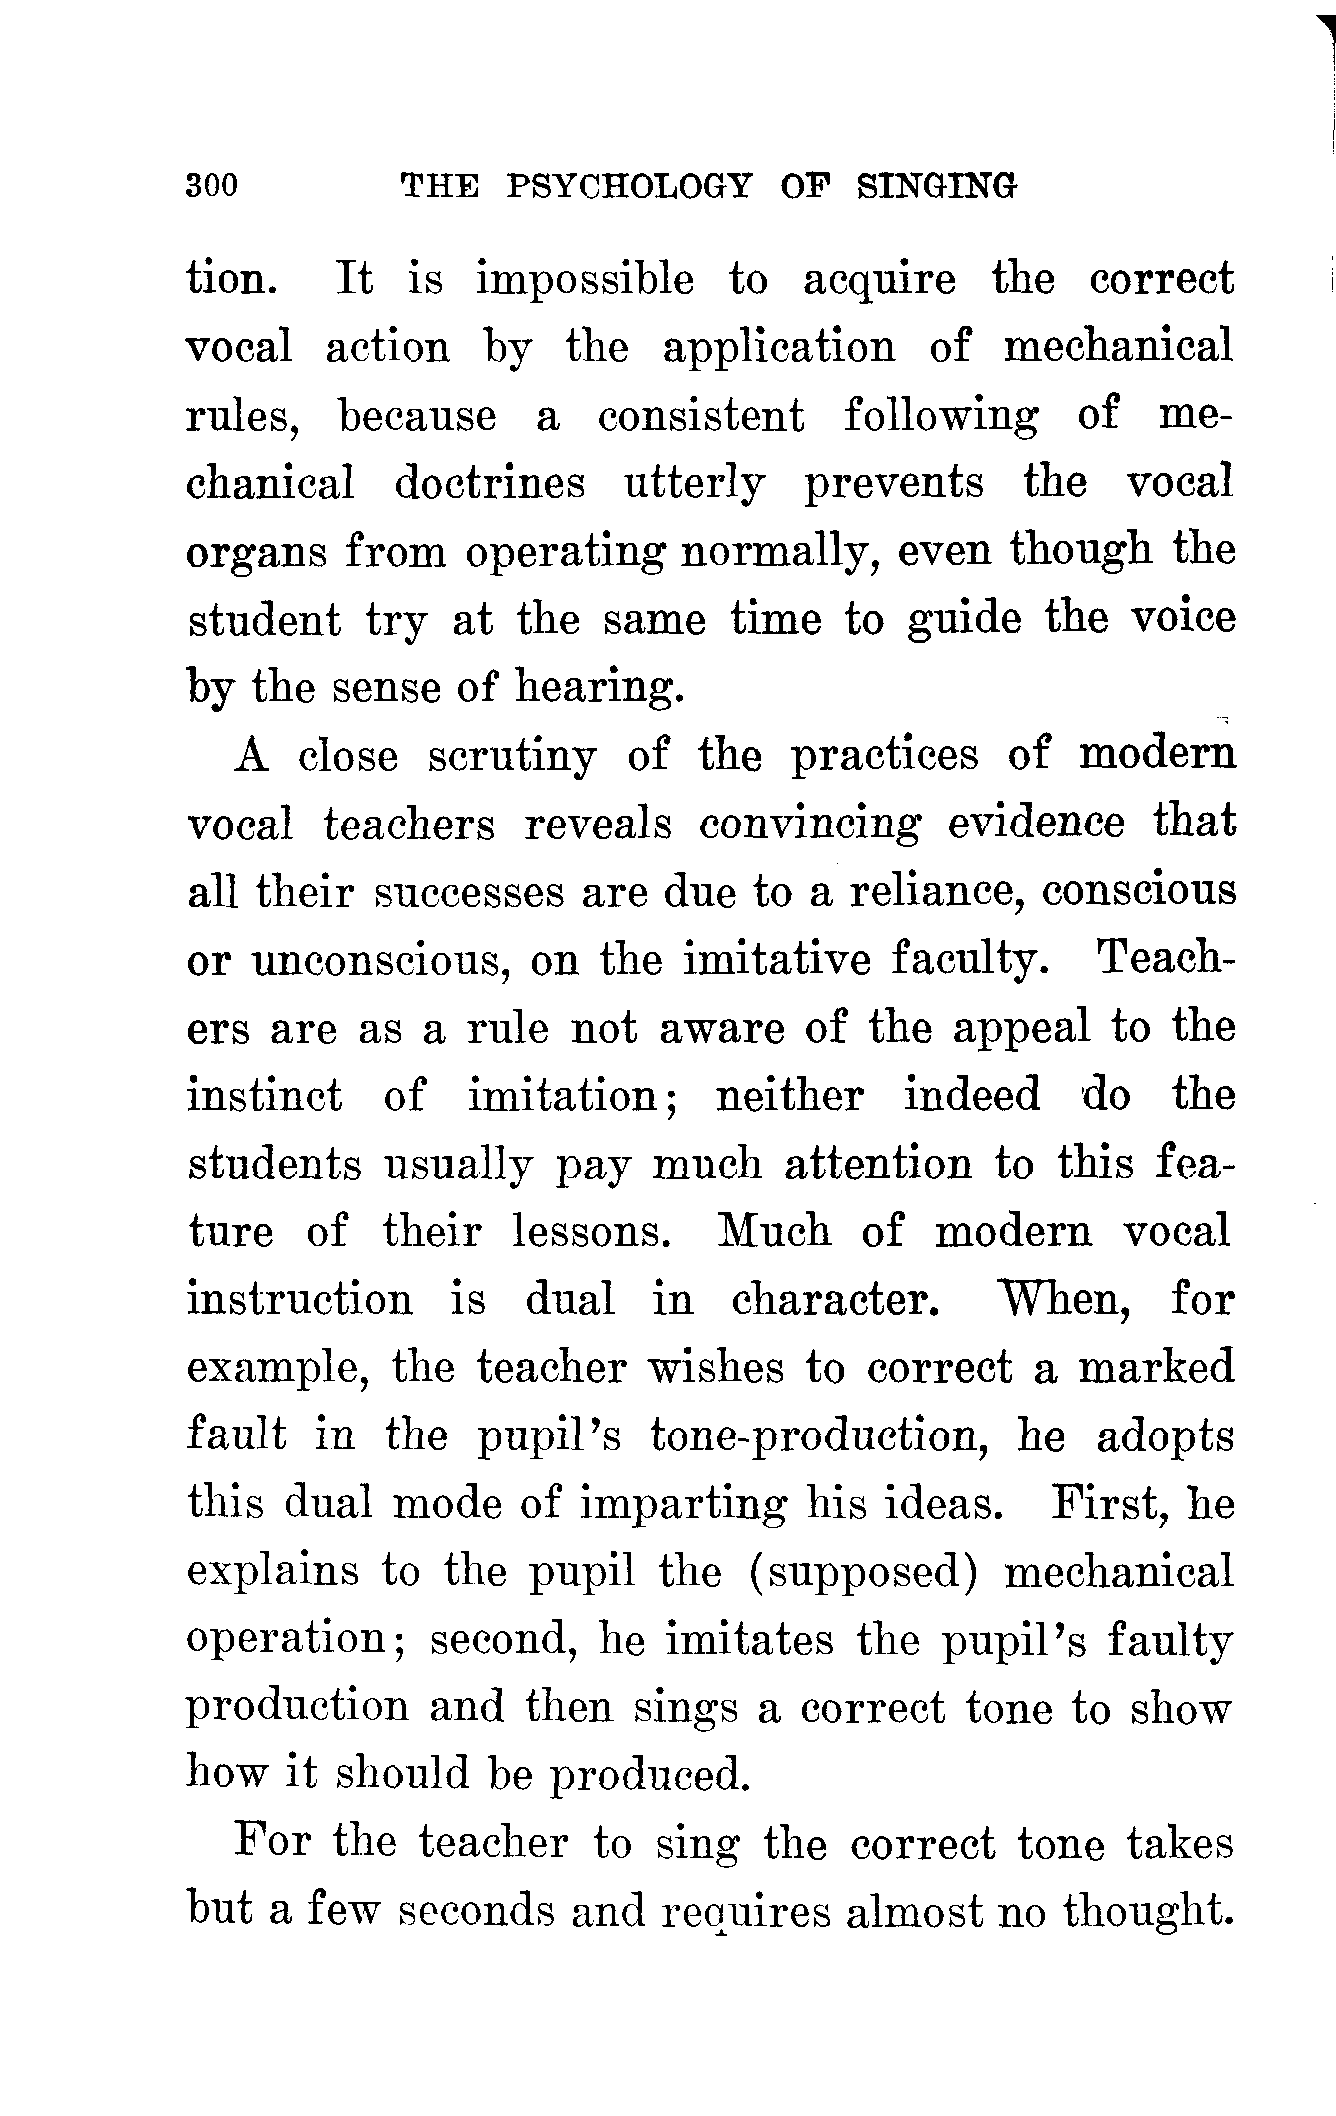 300 THE PSYCHOLOGY OF SINGING
tion. It is impossible to acquire the correct
vocal action by the application of mechanical
rules, because a consistent following of me-
chanical doctrines utterly prevents the vocal
organs from operating normally, even though the
student try at the same time to guide the voice
by the sense of hearing.
A close scrutiny of the practices of modern
vocal teachers reveals convincing evidence that
all their successes are due to a reliance, conscious
or unconscious, on the imitative faculty. Teach-
ers are as a rule not aware of the appeal to the
instinct of imitation; neither indeed do the
students usually pay much attention to this fea-
ture of their lessons. Much of modern vocal
instruction is dual in character. When, for
example, the teacher wishes to correct a marked
fault in the pupil's tone-production, he adopts
this dual mode of imparting his ideas. First, he
explains to the pupil the (supposed) mechanical
operation; second, he imitates the pupil's faulty
production and then sings a correct tone to show
how it should be produced.
For the teacher to sing the correct tone takes
but a few seconds and requires almost no thought.